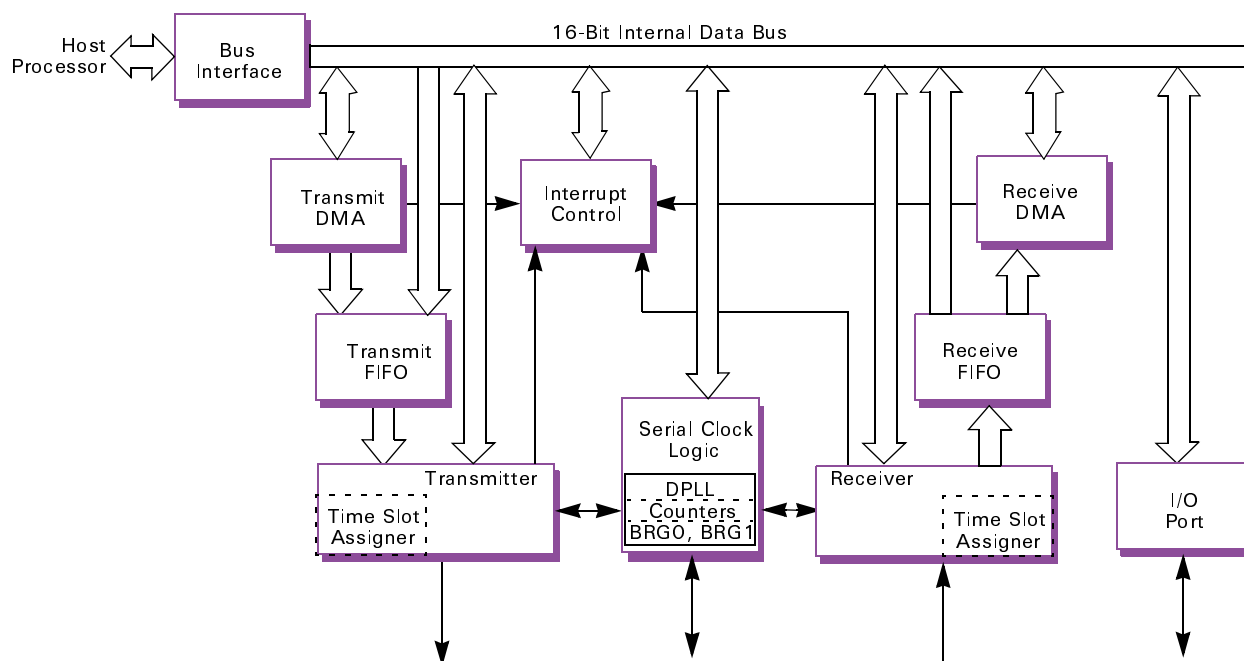 16-Bit Internal Data Bus
Host
Processor
Bus
Interface
Transmit
DMA
Interrupt
Control
Receive
DMA
Transmit
FIFO
Receive
FIFO
Serial Clock
Logic
DPLL
Counters
BRG0, BRG1
Transmitter
Time Slot
Assigner
Receiver
Time Slot
Assigner
I/O
Port